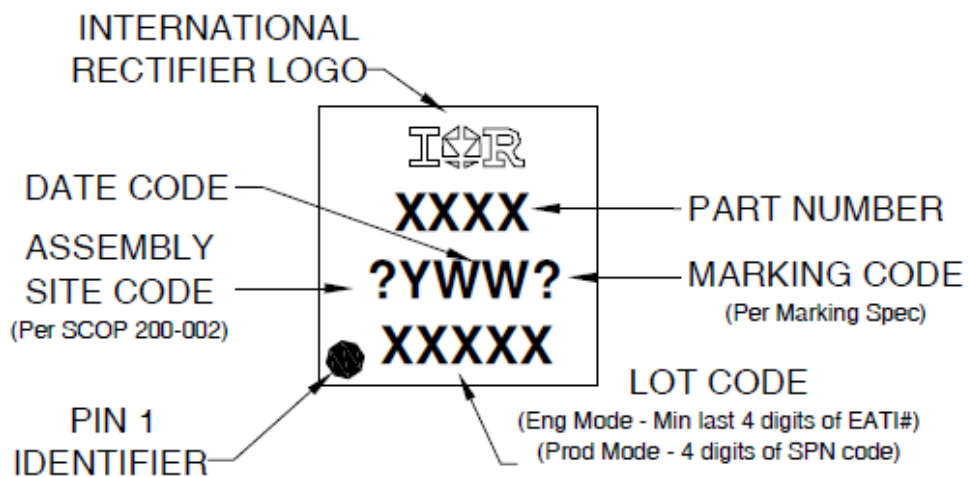 INTERNATIONAL
RECTIFIER LOGO
IOR
DATE CODE
XXXX
PART NUMBER
ASSEMBLY
SITE CODE
(Per SCOP 200-002)
?YWW?
MARKING CODE
(Per Marking Spec)
XXXXX
LOT CODE
(Eng Mode - Min last 4 digits of EATI#)
(Prod Mode - 4 digits of SPN code)
PIN 1
IDENTIFIER